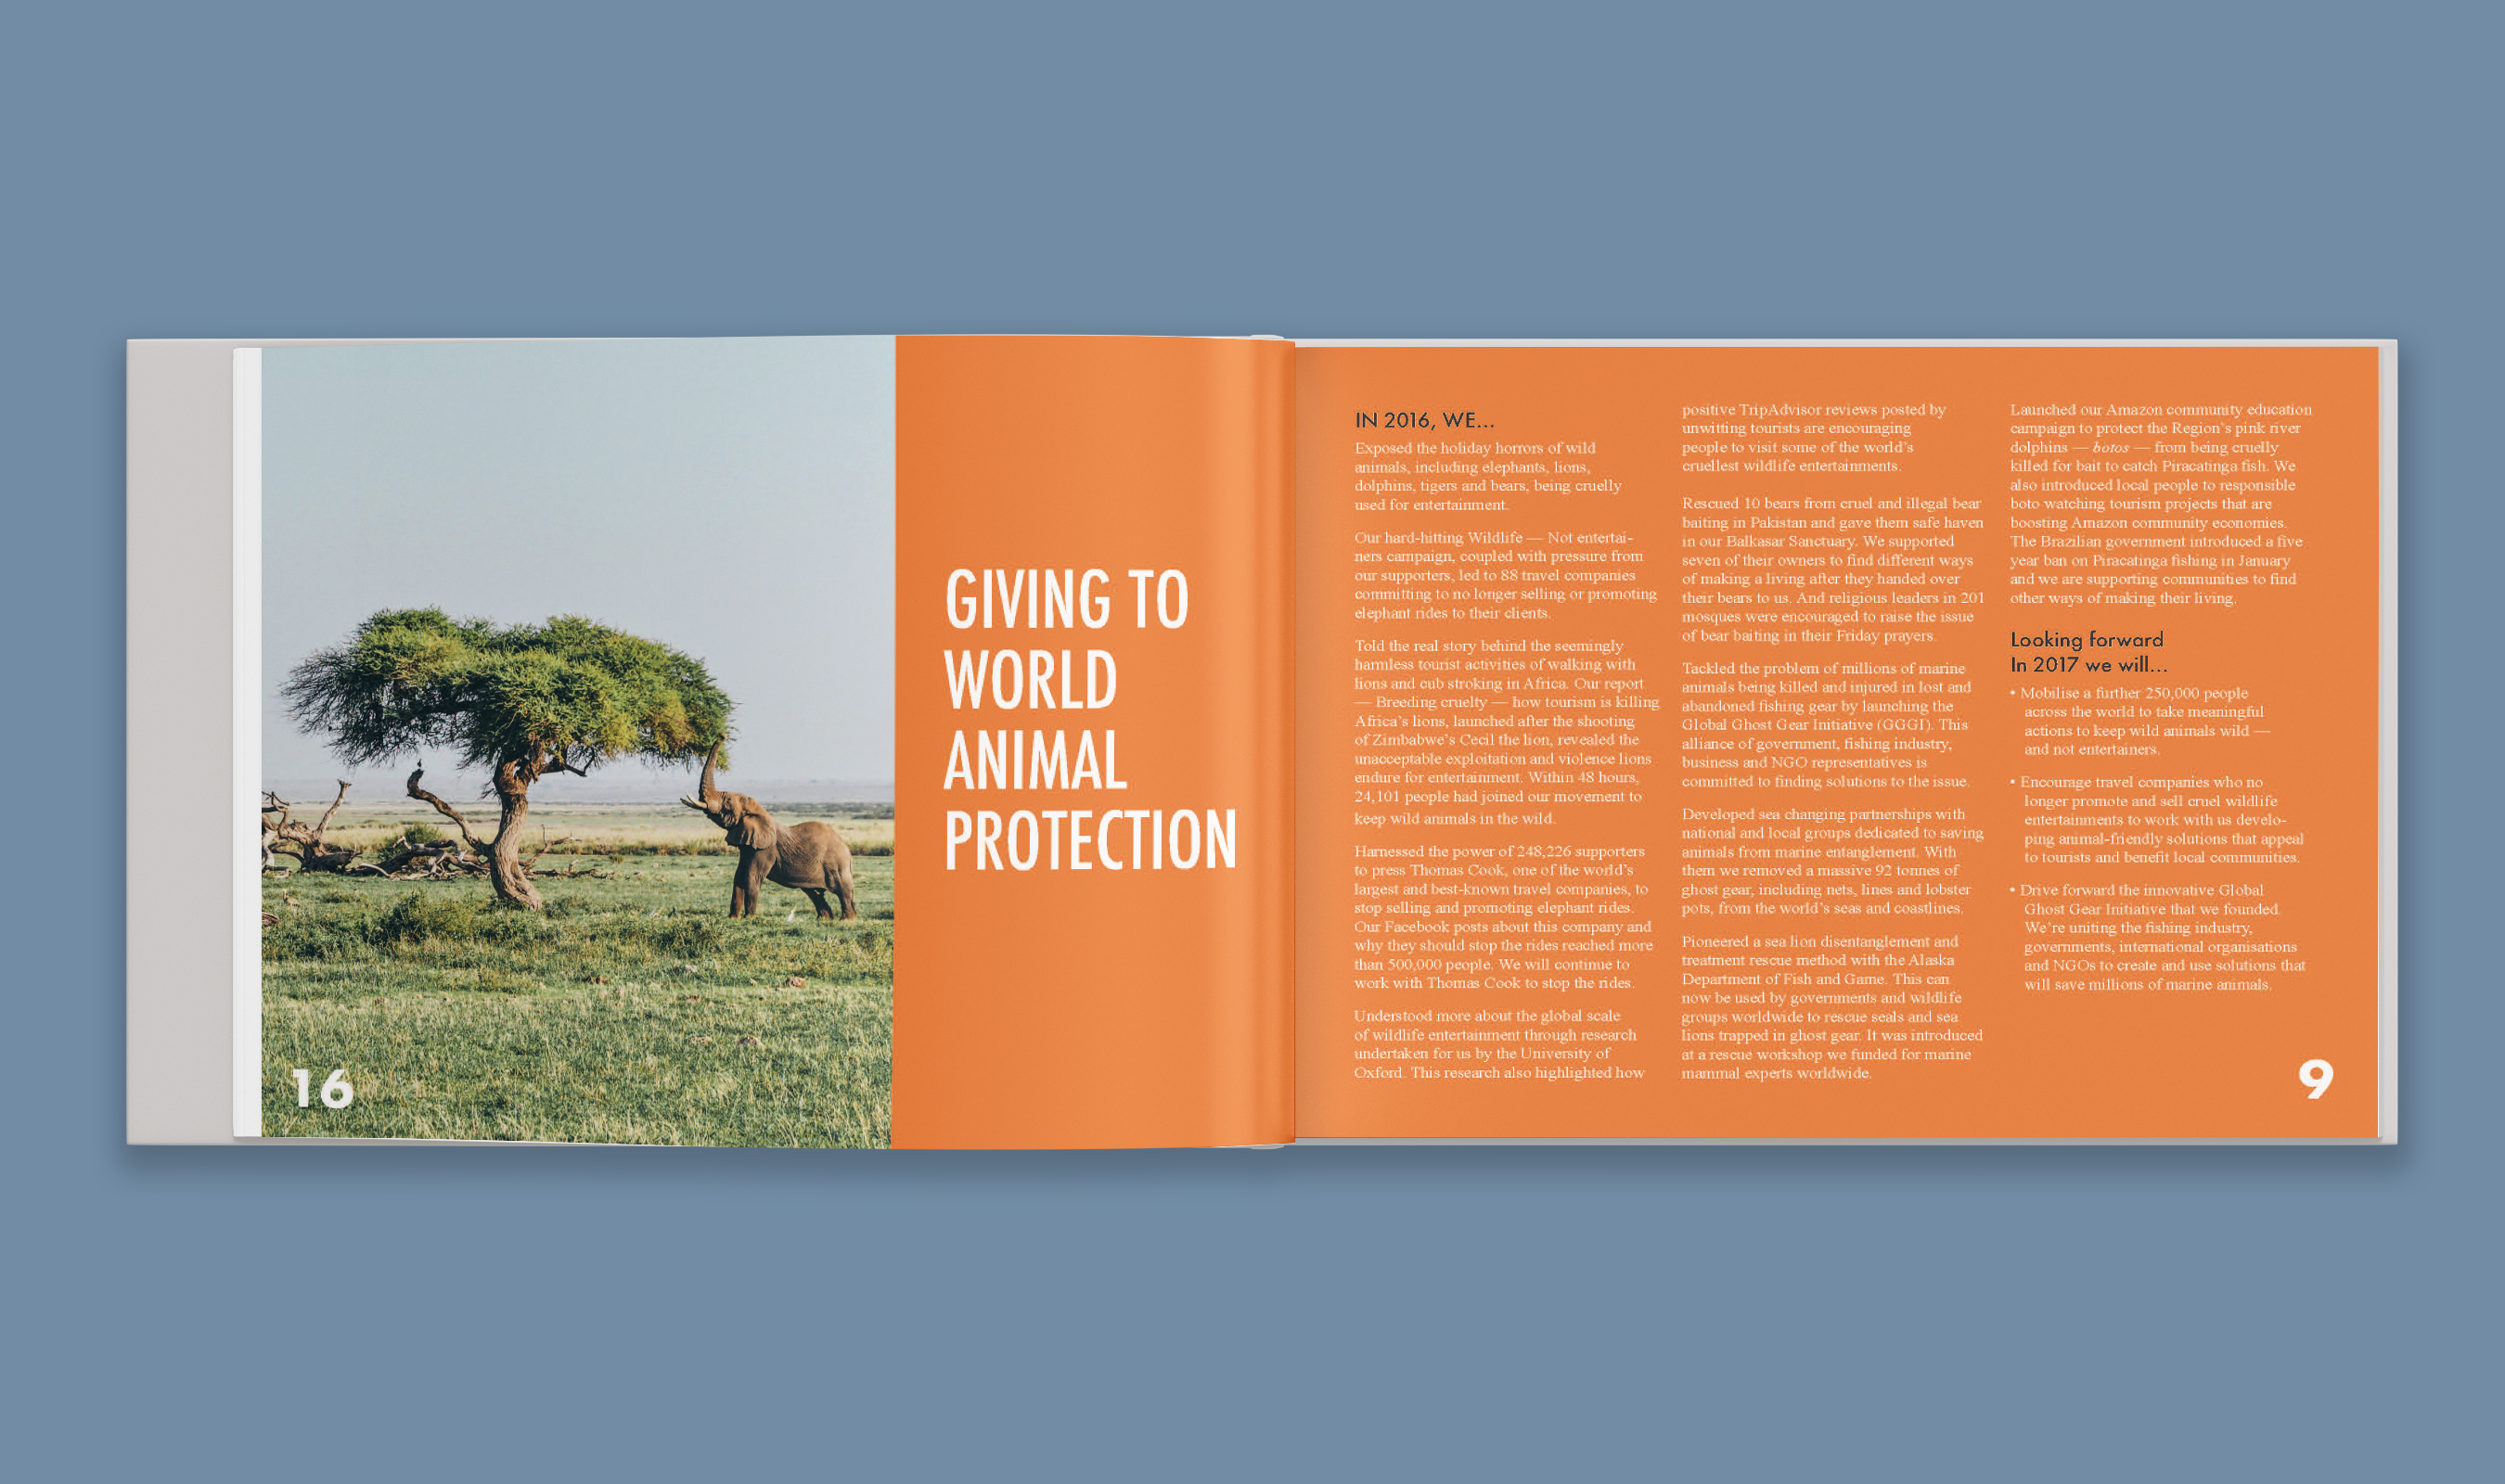 GIVING TO
WORLD
ANIMAL
PROTECTION
16
IN 2016, WE...
Exposed the holiday horrors of wild
animals, including elephants, lions,
dolphins, tigers and bears, being cruelly
used for entertainment.
Our hard-hitting Wildlife — Not entertai-
ners campaign, coupled with pressure from
our supporters, led to 88 travel companies
committing to no longer selling or promoting
elephant rides to their clients.
Told the real story behind the seemingly
harmless tourist activities of walking with
lions and cub stroking in Africa. Our report
— Breeding cruelty — how tourism is killing
Africa's lions, launched after the shooting
of Zimbabwe's Cecil the lion, revealed the
unacceptable exploitation and violence lions
endure for entertainment. Within 48 hours,
24,101 people had joined our movement to
keep wild animals in the wild.
Harnessed the power of 248,226 supporters
to press Thomas Cook, one of the world's
largest and best-known travel companies, to
stop selling and promoting elephant rides.
Our Facebook posts about this company and
why they should stop the rides reached more
than 500,000 people. We will continue to
work with Thomas Cook to stop the rides.
Understood more about the global scale
of wildlife entertainment through research
undertaken for us by the University of
Oxford. This research also highlighted how
positive TripAdvisor reviews posted by
unwitting tourists are encouraging
people to visit some of the world's
cruellest wildlife entertainments.
Rescued 10 bears from cruel and illegal bear
baiting in Pakistan and gave them safe haven
in our Balkasar Sanctuary. We supported
seven of their owners to find different ways
of making a living after they handed over
their bears to us. And religious leaders in 201
mosques were encouraged to raise the issue
of bear baiting in their Friday prayers.
Tackled the problem of millions of marine
animals being killed and injured in lost and
abandoned fishing gear by launching the
Global Ghost Gear Initiative (GGGI). This
alliance of government, fishing industry,
business and NGO representatives is
committed to finding solutions to the issue.
Developed sea changing partnerships with
national and local groups dedicated to saving
animals from marine entanglement. With
them we removed a massive 92 tonnes of
ghost gear, including nets, lines and lobster
pots, from the world's seas and coastlines.
Pioneered a sea lion disentanglement and
treatment rescue method with the Alaska
Department of Fish and Game. This can
now be used by governments and wildlife
groups worldwide to rescue seals and sea
lions trapped in ghost gear. It was introduced
at a rescue workshop we funded for marine
mammal experts worldwide.
Launched our Amazon community education
campaign to protect the Region's pink river
dolphins — botos — from being cruelly
killed for bait to catch Piracatinga fish. We
also introduced local people to responsible
boto watching tourism projects that are
boosting Amazon community economies.
The Brazilian government introduced a five
year ban on Piracatinga fishing in January
and we are supporting communities to find
other ways of making their living.
Looking forward
In 2017 we will...
• Mobilise a further 250,000 people
across the world to take meaningful
actions to keep wild animals wild —
and not entertainers.
• Encourage travel companies who no
longer promote and sell cruel wildlife
entertainments to work with us develo-
ping animal-friendly solutions that appeal
to tourists and benefit local communities.
• Drive forward the innovative Global
Ghost Gear Initiative that we founded.
We're uniting the fishing industry,
governments, international organisations
and NGOs to create and use solutions that
will save millions of marine animals.
9